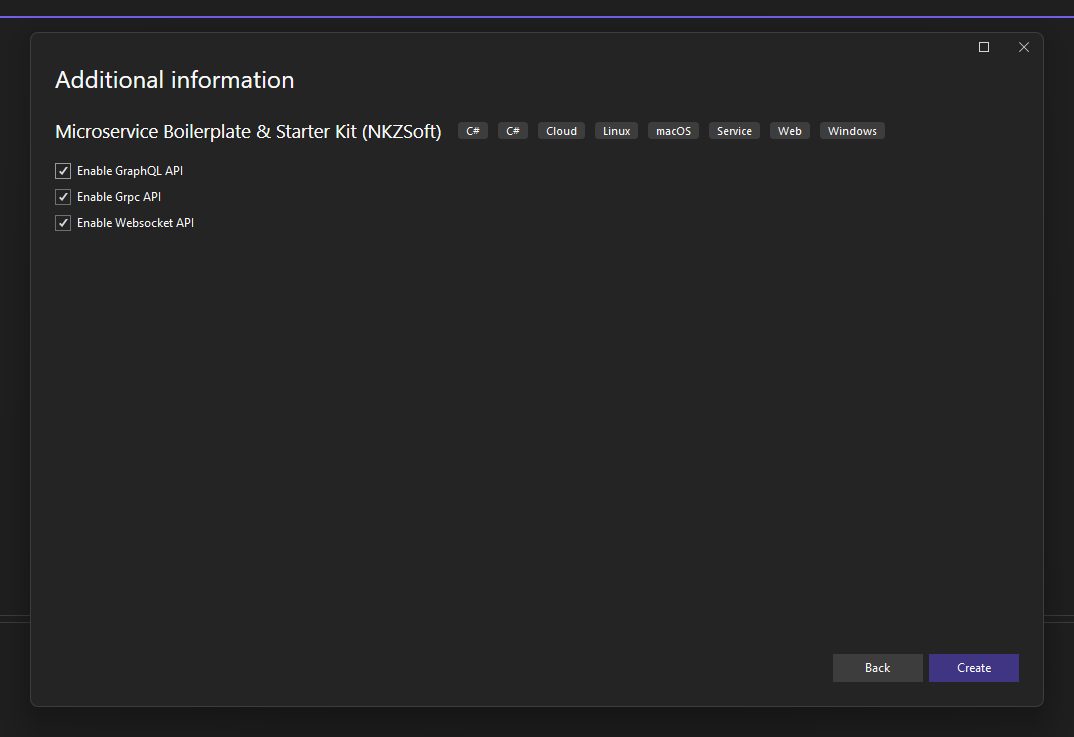 Additional information
Microservice Boilerplate & Starter Kit (NKZSoft) C# C# Cloud Linux macOS Service Web Windows
Enable GraphQL API
Enable Grpc API
Enable Websocket API
Back Create